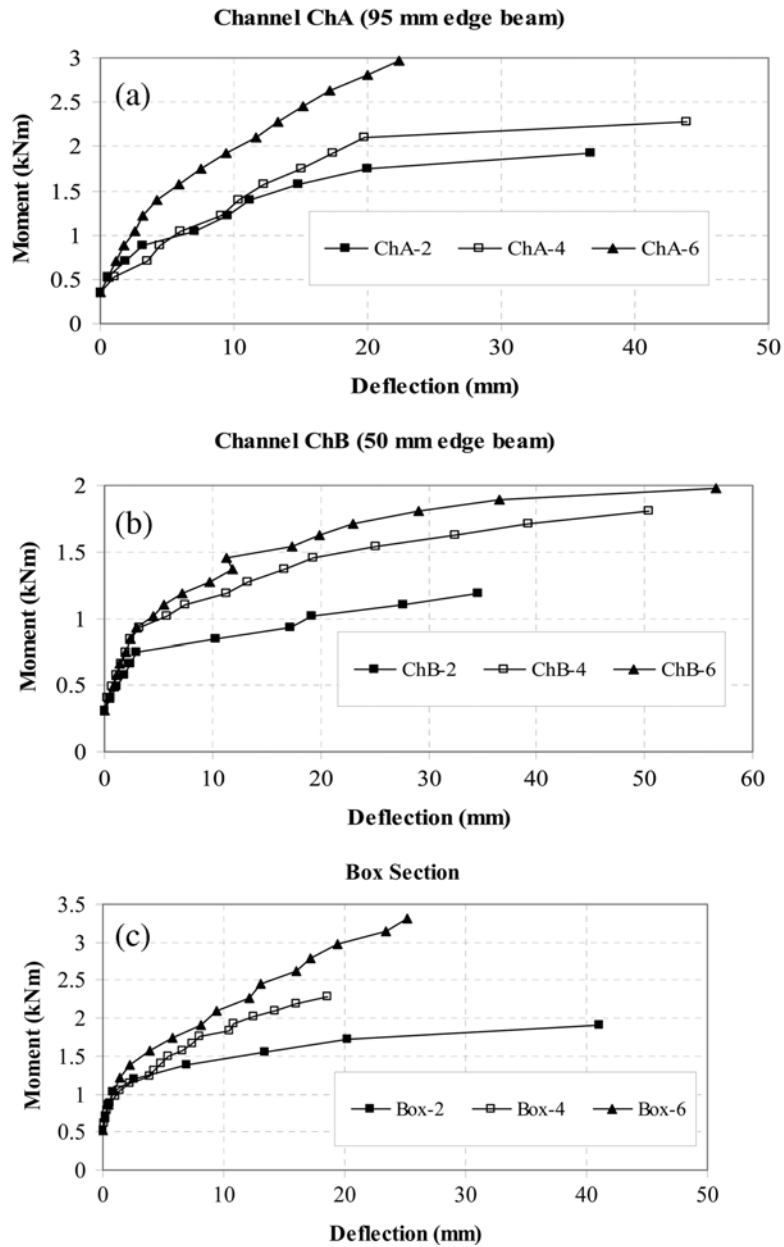 Channel ChA (95 mm edge beam)
(a)
Moment (kNm)
3
2.5
2
1.5
1
0.5
0
ChA-2 ChA-4 ChA-6
0 10 20 30 40 50
Deflection (mm)
Channel ChB (50 mm edge beam)
(b)
Moment (kNm)
2
1.5
1
0.5
0
ChB-2 ChB-4 ChB-6
0 10 20 30 40 50 60
Deflection (mm)
Box Section
(c)
Moment (kNm)
3.5
3
2.5
2
1.5
1
0.5
0
Box-2 Box-4 Box-6
0 10 20 30 40 50
Deflection (mm)